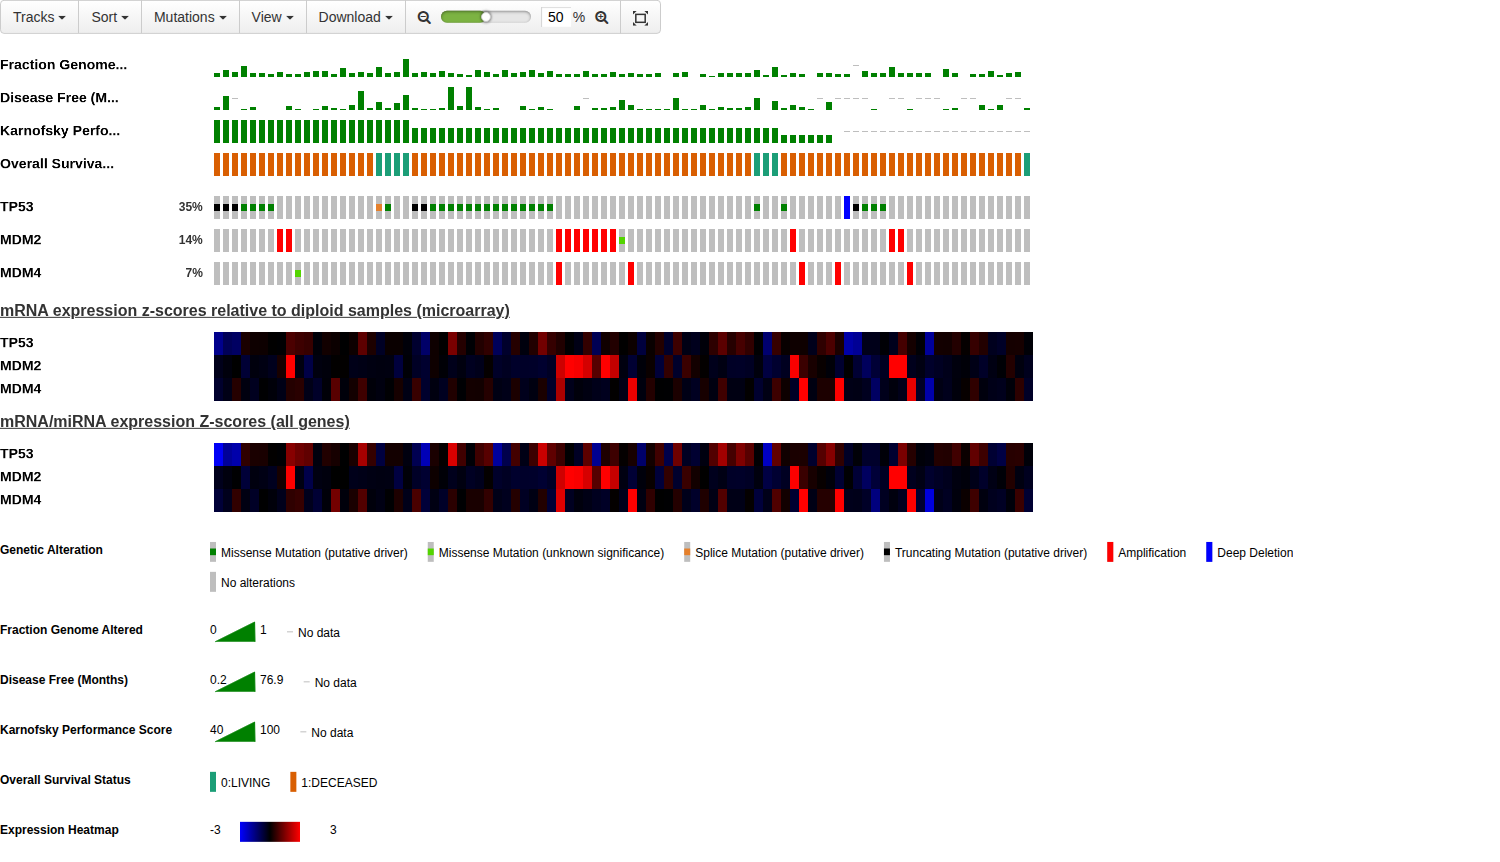 Tracks Sort Mutations View Download 50 %
Fraction Genome...
Disease Free (M...
Karnofsky Perfo...
Overall Surviva...
TP53 35%
MDM2 14%
MDM4 7%
mRNA expression z-scores relative to diploid samples (microarray)
TP53
MDM2
MDM4
mRNA/miRNA expression Z-scores (all genes)
TP53
MDM2
MDM4
Genetic Alteration Missense Mutation (putative driver) Missense Mutation (unknown significance) Splice Mutation (putative driver) Truncating Mutation (putative driver) Amplification Deep Deletion
No alterations
Fraction Genome Altered 0 1 No data
Disease Free (Months) 0.2 76.9 No data
Karnofsky Performance Score 40 100 No data
Overall Survival Status 0:LIVING 1:DECEASED
Expression Heatmap -3 3